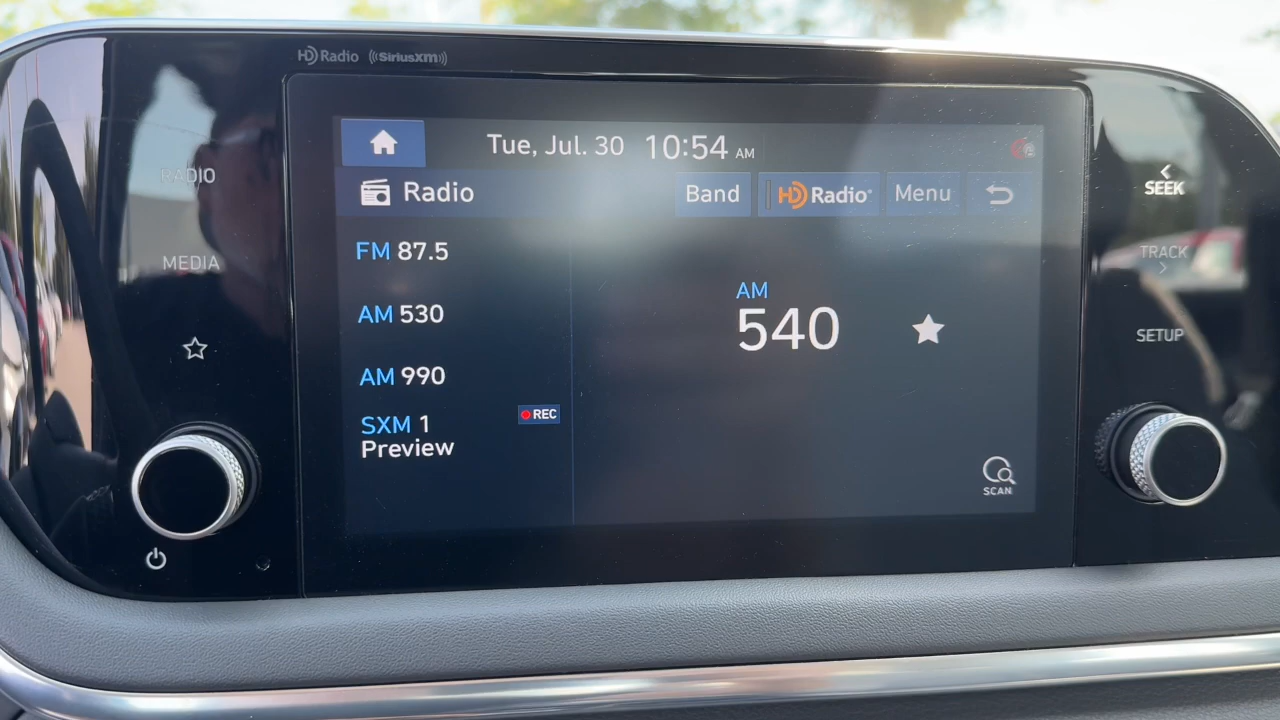 HD Radio ((SiriusXM))
RADIO
MEDIA
Tue, Jul. 30 10:54 AM
Radio
Band HD Radio Menu
FM 87.5
AM 530
AM 990
SXM 1
Preview
REC
AM
540
SCAN
SEEK
TRACK
SETUP